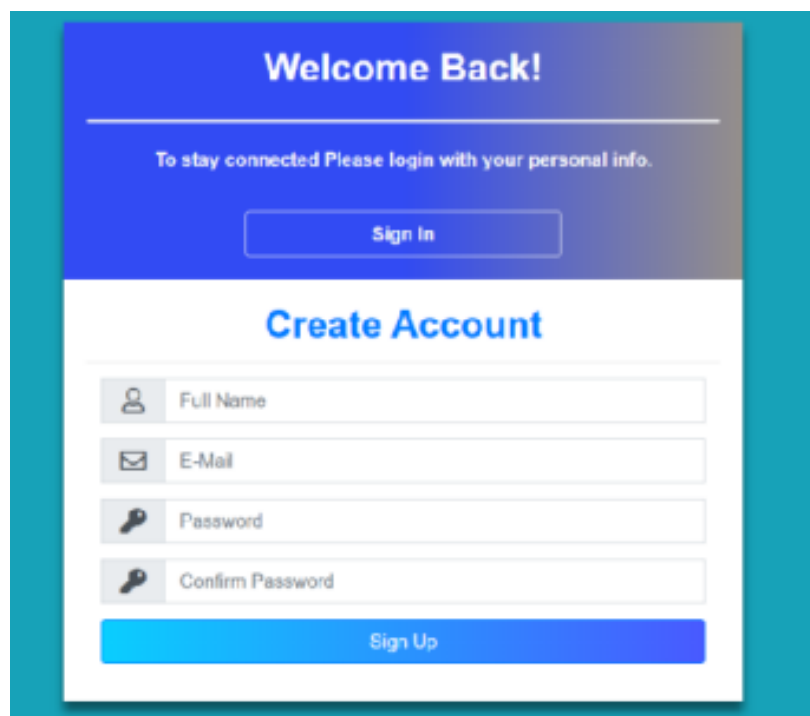 Welcome Back!
To stay connected Please login with your personal info.
Sign In
Create Account
Full Name
E-Mail
Password
Confirm Password
Sign Up